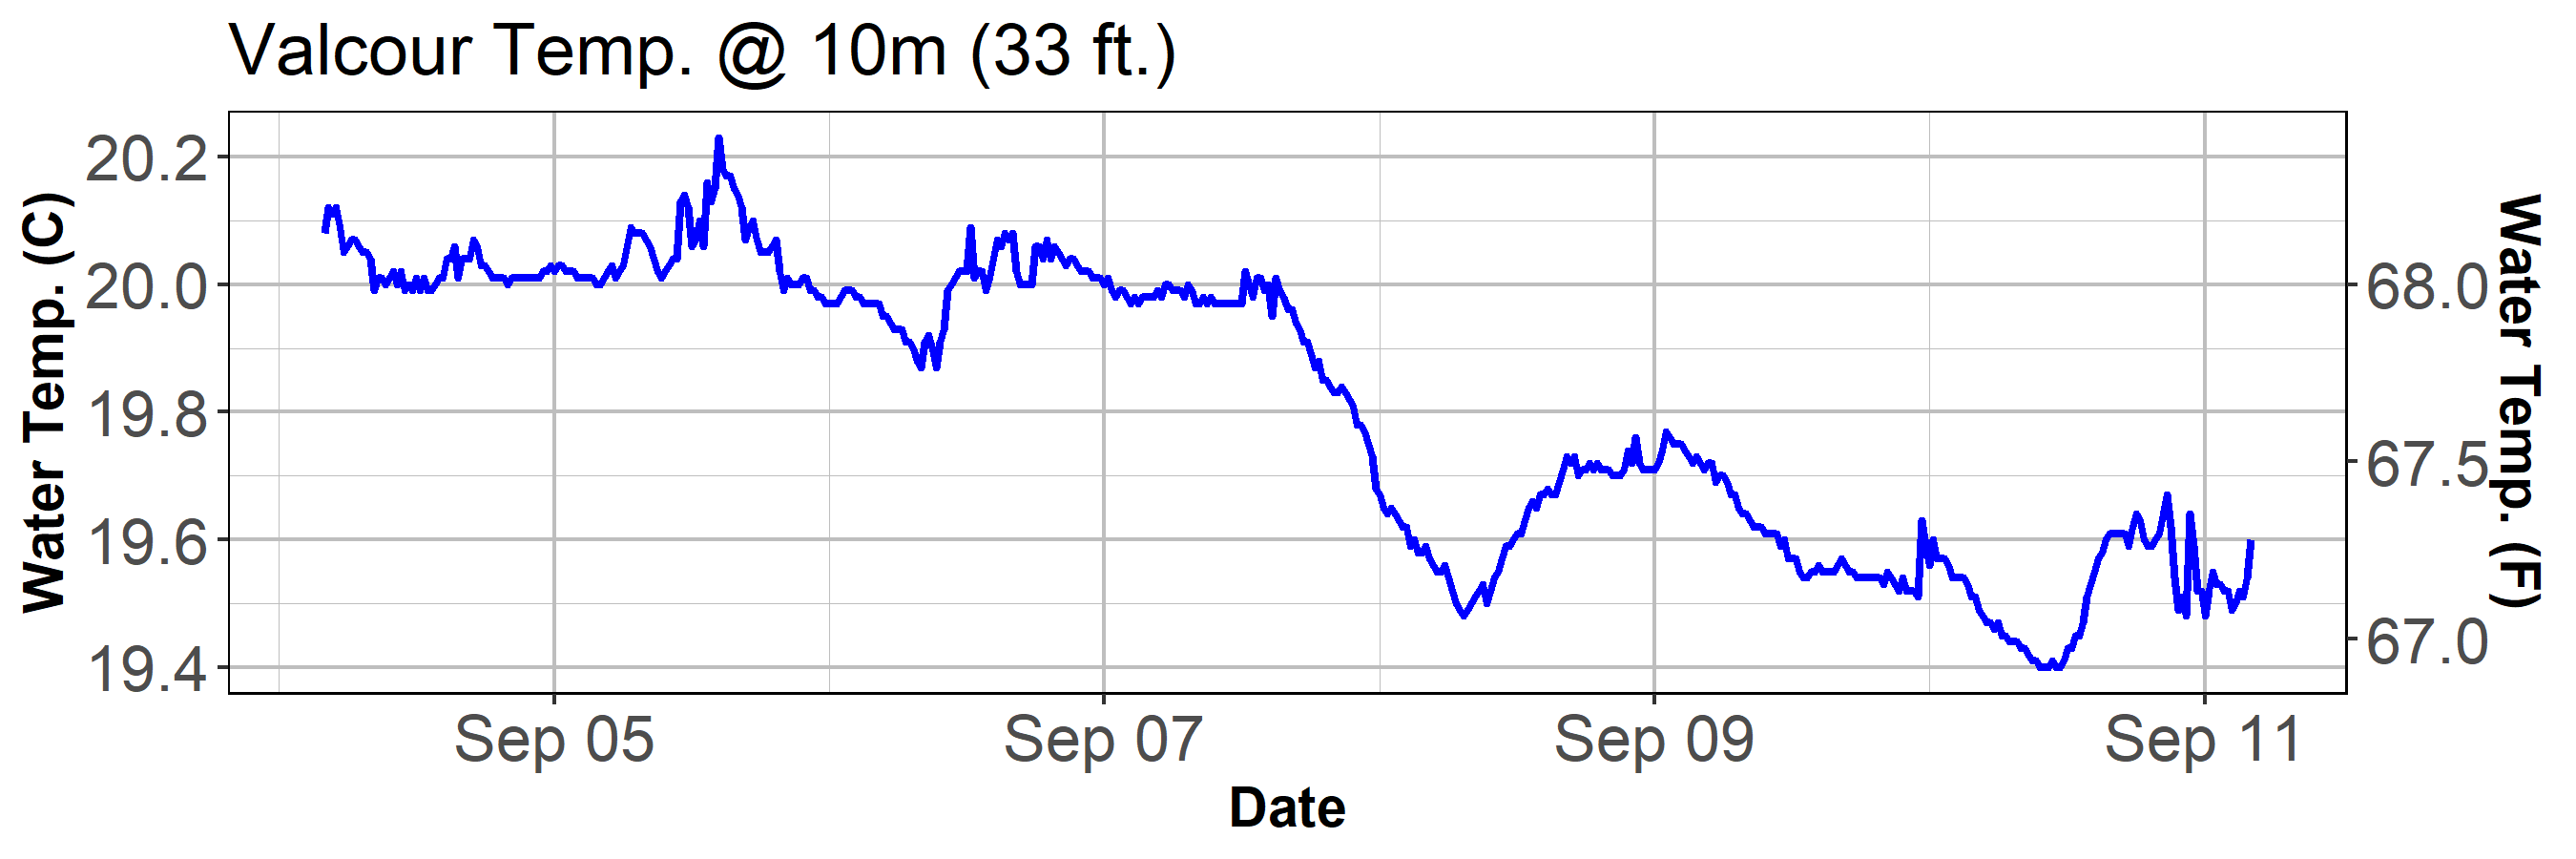 Valcour Temp. @ 10m (33 ft.)
Water Temp. (C)
20.2
20.0
19.8
19.6
19.4
68.0
67.5
67.0
Water Temp. (F)
Sep 05 Sep 07 Sep 09 Sep 11
Date